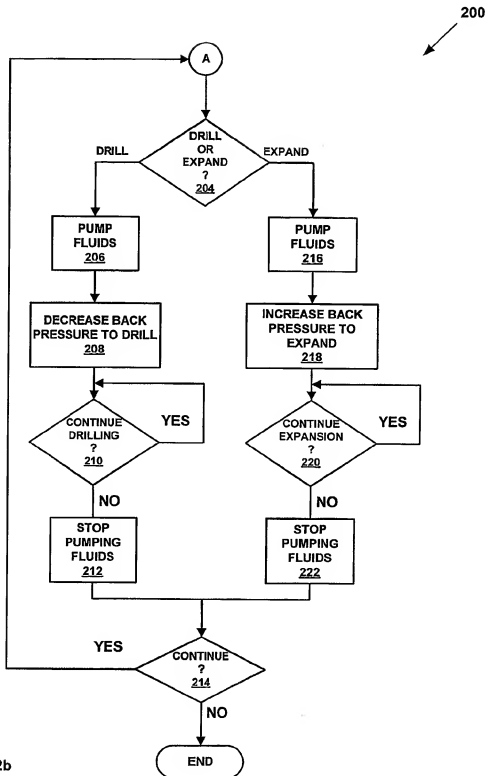 200
A
DRILL
OR
EXPAND
?
204
DRILL
EXPAND
PUMP
FLUIDS
206
PUMP
FLUIDS
216
DECREASE BACK
PRESSURE TO DRILL
208
INCREASE BACK
PRESSURE TO
EXPAND
218
CONTINUE
DRILLING
?
210
YES
CONTINUE
EXPANSION
?
220
YES
NO
NO
STOP
PUMPING
FLUIDS
212
STOP
PUMPING
FLUIDS
222
YES
CONTINUE
?
214
NO
END
2b